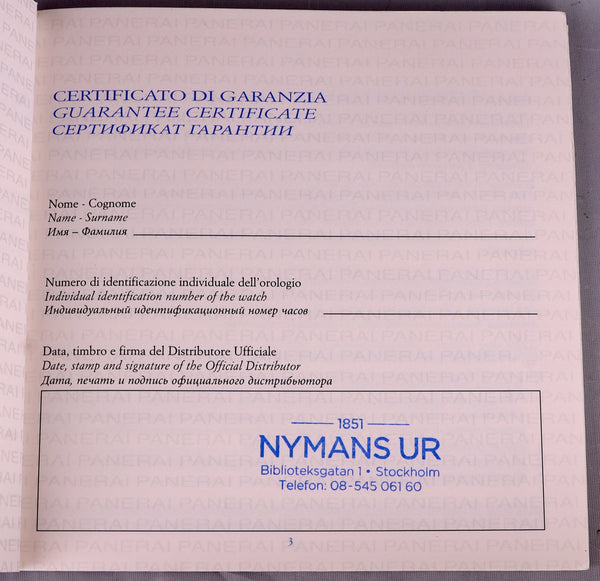 CERTIFICATO DI GARANZIA
GUARANTEE CERTIFICATE
СЕРТИФИКАТ ГАРАНТИИ
Nome - Cognome
Name - Surname
Имя – Фамилия
Numero di identificazione individuale dell'orologio
Individual identification number of the watch
Индивидуальный идентификационный номер часов
Data, timbro e firma del Distributore Ufficiale
Date, stamp and signature of the Official Distributor
Дата, печать и подпись официального дистрибьютора
1851
NYMANS UR
Biblioteksgatan 1 • Stockholm
Telefon: 08-545 061 60
3